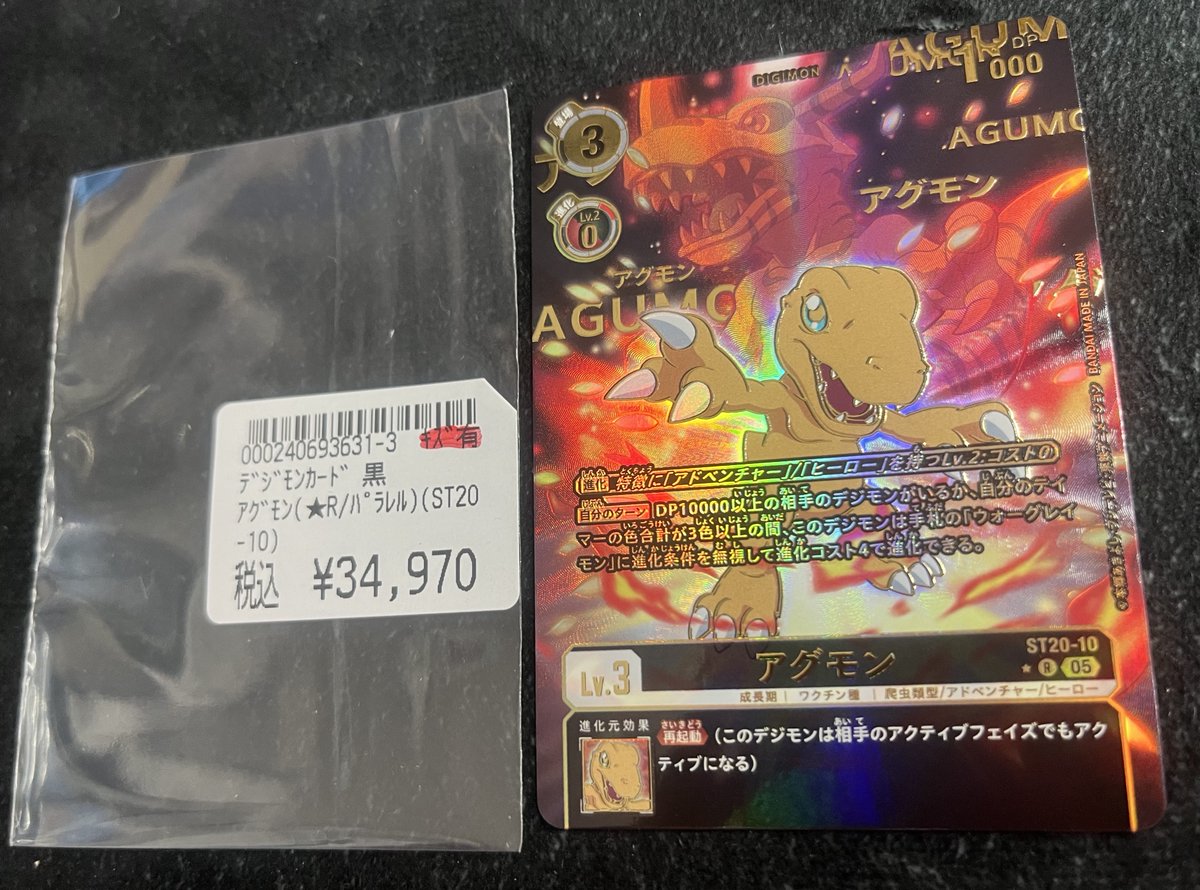 000240693631-3 ｷｽﾞ有
ﾃﾞｼﾞﾓﾝｶｰﾄﾞ 黒
ｱｸﾞﾓﾝ(★R/ﾊﾟﾗﾚﾙ)(ST20
-10)
税込 ¥34,970
AGUM
DIGIMON
DP
1000
登場
3
AGUMO
アグモン
進化
Lv.2
0
アグモン
AGUMO
BANDAI MADE IN JAPAN
進化 特徴に「アドベンチャー」/「ヒーロー」を持つLv.2:コスト0
自分のターン DP10000以上の相手のデジモンがいるか、自分のテイ
マーの色合計が3色以上の間、このデジモンは手札の「ウォーグレイ
モン」に進化条件を無視して進化コスト4で進化できる。
ST20-10
Lv.3 アグモン
★ R 05
成長期 | ワクチン種 | 爬虫類型/アドベンチャー/ヒーロー
進化元効果
再起動 (このデジモンは相手のアクティブフェイズでもアク
ティブになる)